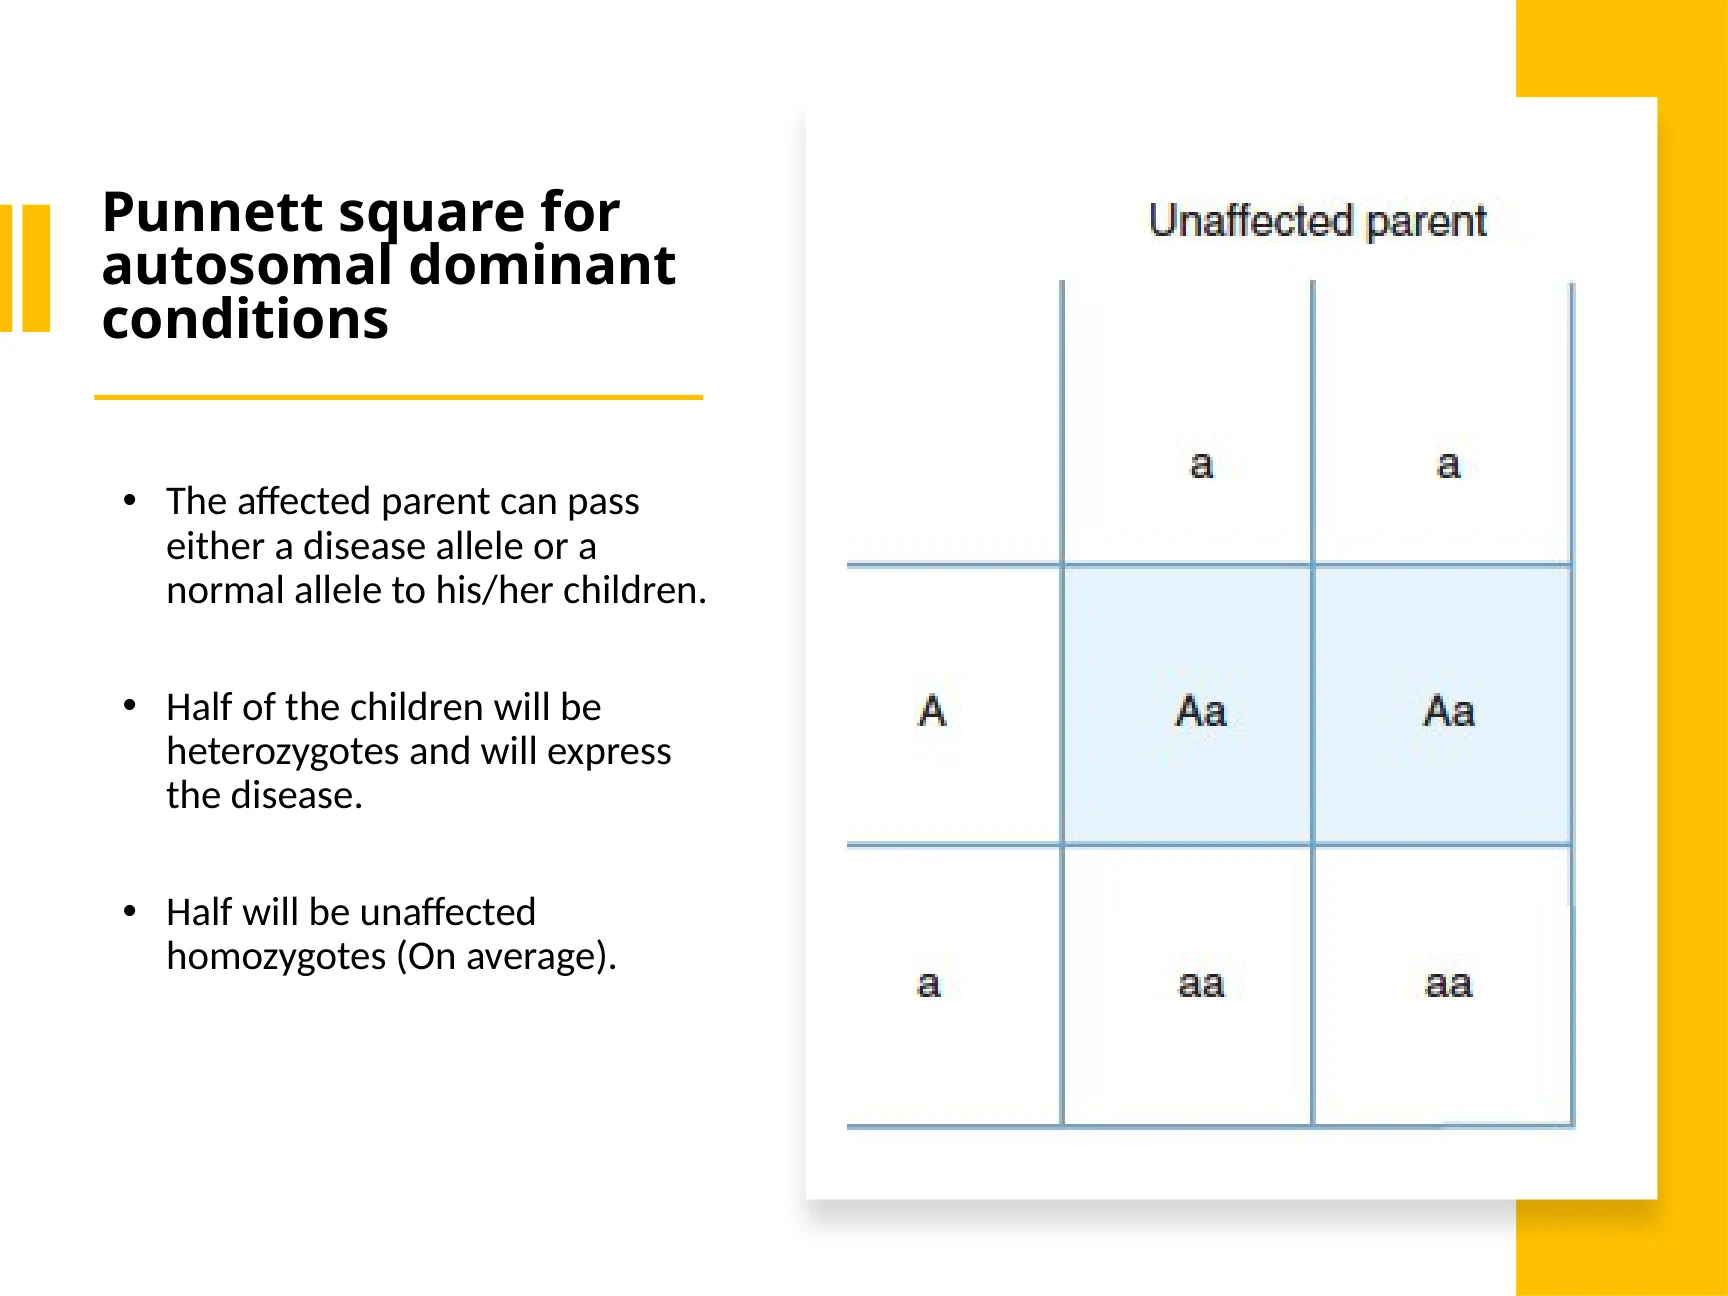 Punnett square for
autosomal dominant
conditions
• The affected parent can pass
either a disease allele or a
normal allele to his/her children.
• Half of the children will be
heterozygotes and will express
the disease.
• Half will be unaffected
homozygotes (On average).
Unaffected parent
a a
A Aa Aa
a aa aa